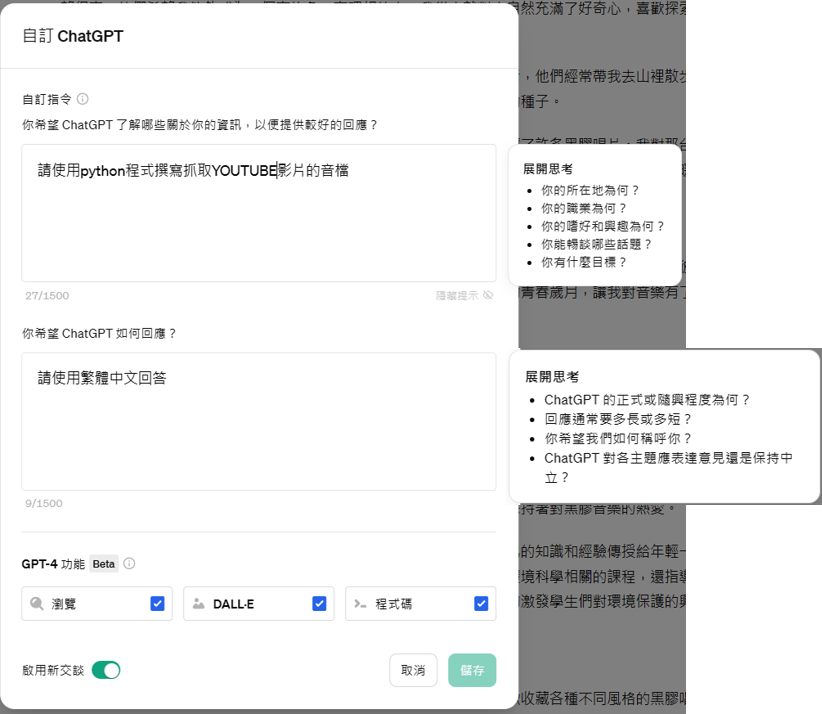 自然充滿了好奇心，喜歡探索
自訂 ChatGPT
，他們經常帶我去山裡散步
種子。
自訂指令
你希望 ChatGPT 了解哪些關於你的資訊，以便提供較好的回應？
請使用python程式撰寫抓取YOUTUBE影片的音檔
展開思考
你的所在地為何？
你的職業為何？
你的嗜好和興趣為何？
你能暢談哪些話題？
你有什麼目標？
27/1500
隱藏提示
青春歲月，讓我對音樂有了
你希望 ChatGPT 如何回應？
請使用繁體中文回答
展開思考
ChatGPT 的正式或隨興程度為何？
回應通常要多長或多短？
你希望我們如何稱呼你？
ChatGPT 對各主題應表達意見還是保持中
立？
9/1500
持著對黑膠音樂的熱愛。
的知識和經驗傳授給年輕一
GPT-4 功能 Beta
環境科學相關的課程，還指導
瀏覽
DALL·E
程式碼
激發學生們對環境保護的興
啟用新交談
取消
儲存
收藏各種不同風格的黑膠唱